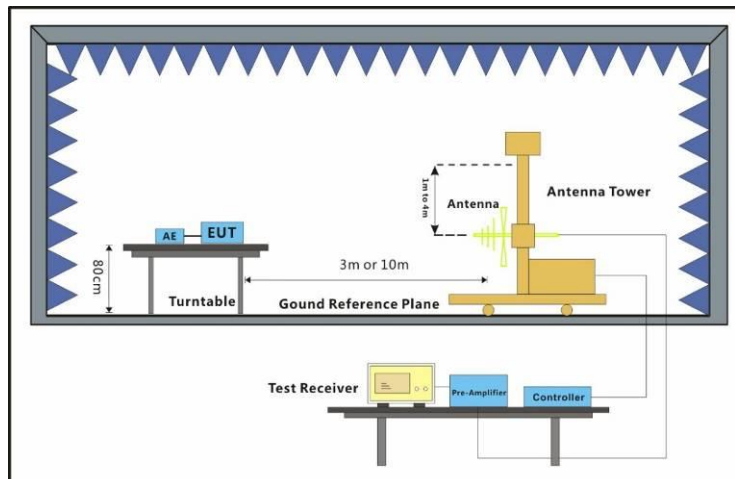 1m to 4m
Antenna
Antenna Tower
AE
EUT
80cm
3m or 10m
Turntable
Gound Reference Plane
Test Receiver
Pre-Amplifier
Controller